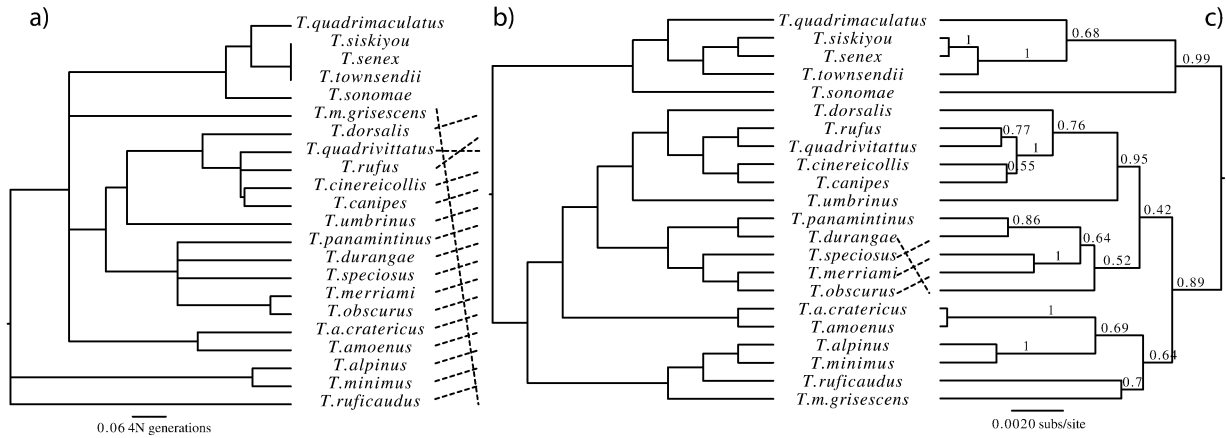 a)
T.quadrimaculatus
T.siskiyou
T.senex
T.townsendii
T.sonomae
T.m.grisescens
T.dorsalis
T.quadrivittatus
T.rufus
T.cinereicollis
T.canipes
T.umbrinus
T.panamintinus
T.durangae
T.speciosus
T.merriami
T.obscurus
T.a.cratericus
T.amoenus
T.alpinus
T.minimus
T.ruficaudus
0.06 4N generations
b)
T.quadrimaculatus
T.siskiyou
T.senex
T.townsendii
T.sonomae
T.dorsalis
T.rufus
T.quadrivitattus
T.cinereicollis
T.canipes
T.umbrinus
T.panamintinus
T.durangae
T.speciosus
T.merriami
T.obscurus
T.a.cratericus
T.amoenus
T.alpinus
T.minimus
T.ruficaudus
T.m.grisescens
c)
1
0.68
1
0.99
0.77
0.76
1
0.55
0.95
0.86
0.42
0.64
1
0.52
0.89
1
0.69
1
0.64
0.7
0.0020 subs/site